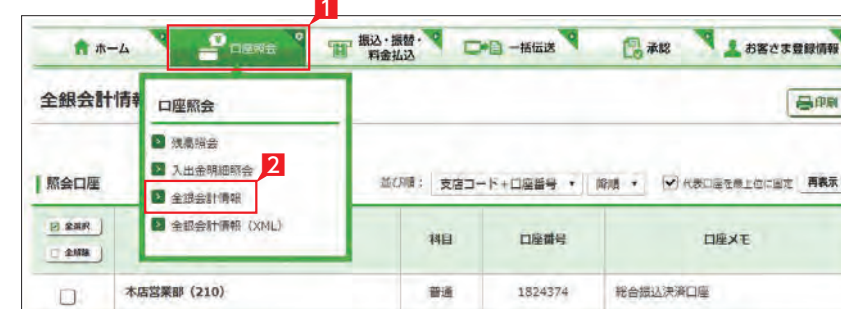 1
ホーム
口座照会
振込・振替・
料金払込
一括伝送
承認
お客さま登録情報
全銀会計情報
印刷
口座照会
残高照会
入出金明細照会
2
全銀会計情報
全銀会計情報（XML）
照会口座
並び順：
支店コード+口座番号
降順
代表口座を最上位に固定
再表示
全選択
全解除
科目
口座番号
口座メモ
本店営業部（210）
普通
1824374
総合振込決済口座